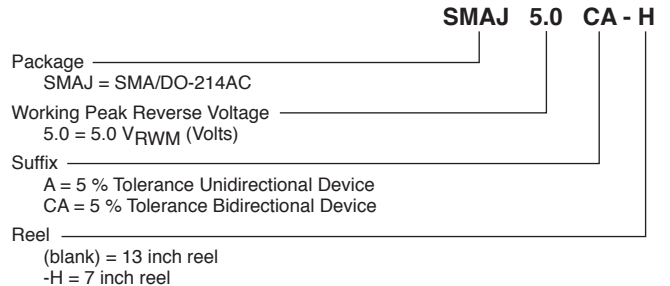 SMAJ 5.0 CA - H
Package
SMAJ = SMA/DO-214AC
Working Peak Reverse Voltage
5.0 = 5.0 VRWM (Volts)
Suffix
A = 5 % Tolerance Unidirectional Device
CA = 5 % Tolerance Bidirectional Device
Reel
(blank) = 13 inch reel
-H = 7 inch reel